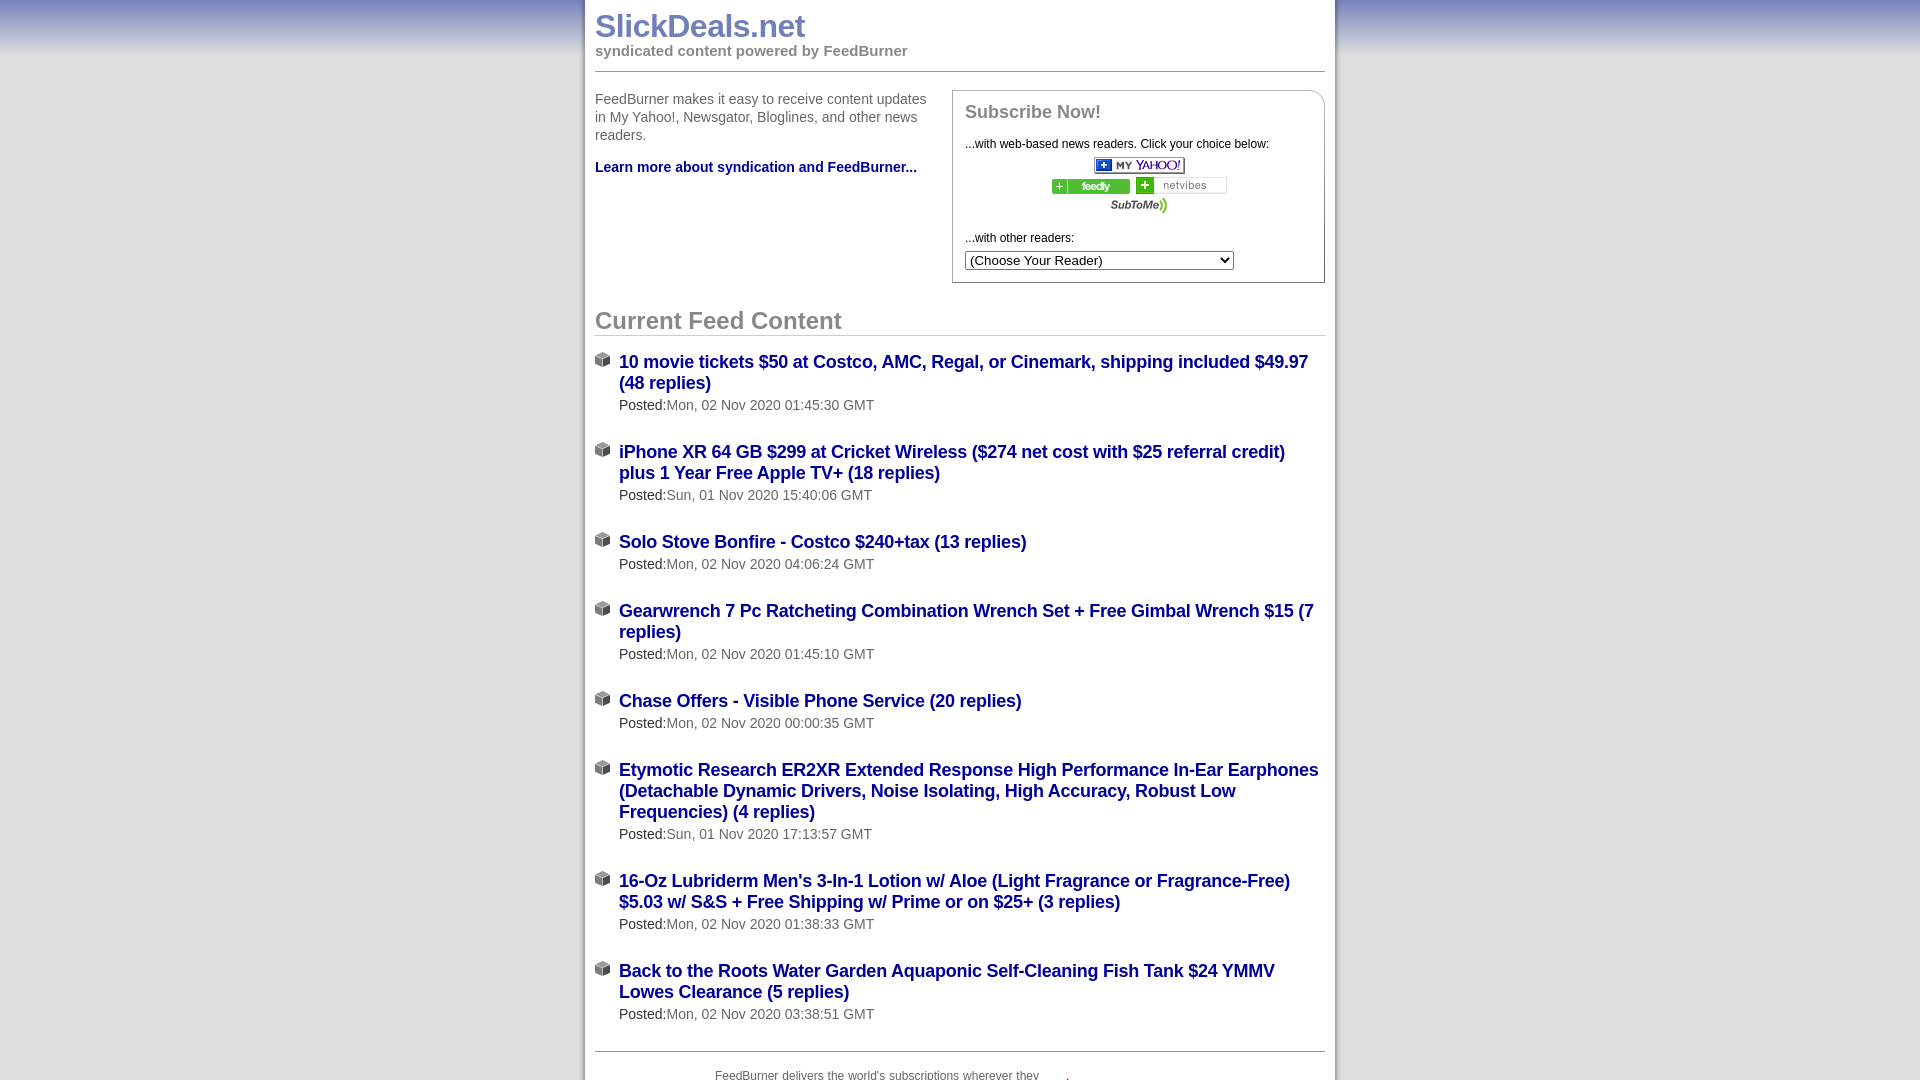 SlickDeals.net
syndicated content powered by FeedBurner
FeedBurner makes it easy to receive content updates
in My Yahoo!, Newsgator, Bloglines, and other news
readers.
Learn more about syndication and FeedBurner...
Subscribe Now!
...with web-based news readers. Click your choice below:
MY YAHOO!
feedly
netvibes
SubToMe
...with other readers:
(Choose Your Reader)
Current Feed Content
10 movie tickets $50 at Costco, AMC, Regal, or Cinemark, shipping included $49.97
(48 replies)
Posted:Mon, 02 Nov 2020 01:45:30 GMT
iPhone XR 64 GB $299 at Cricket Wireless ($274 net cost with $25 referral credit)
plus 1 Year Free Apple TV+ (18 replies)
Posted:Sun, 01 Nov 2020 15:40:06 GMT
Solo Stove Bonfire - Costco $240+tax (13 replies)
Posted:Mon, 02 Nov 2020 04:06:24 GMT
Gearwrench 7 Pc Ratcheting Combination Wrench Set + Free Gimbal Wrench $15 (7
replies)
Posted:Mon, 02 Nov 2020 01:45:10 GMT
Chase Offers - Visible Phone Service (20 replies)
Posted:Mon, 02 Nov 2020 00:00:35 GMT
Etymotic Research ER2XR Extended Response High Performance In-Ear Earphones
(Detachable Dynamic Drivers, Noise Isolating, High Accuracy, Robust Low
Frequencies) (4 replies)
Posted:Sun, 01 Nov 2020 17:13:57 GMT
16-Oz Lubriderm Men's 3-In-1 Lotion w/ Aloe (Light Fragrance or Fragrance-Free)
$5.03 w/ S&S + Free Shipping w/ Prime or on $25+ (3 replies)
Posted:Mon, 02 Nov 2020 01:38:33 GMT
Back to the Roots Water Garden Aquaponic Self-Cleaning Fish Tank $24 YMMV
Lowes Clearance (5 replies)
Posted:Mon, 02 Nov 2020 03:38:51 GMT
FeedBurner delivers the world's subscriptions wherever they